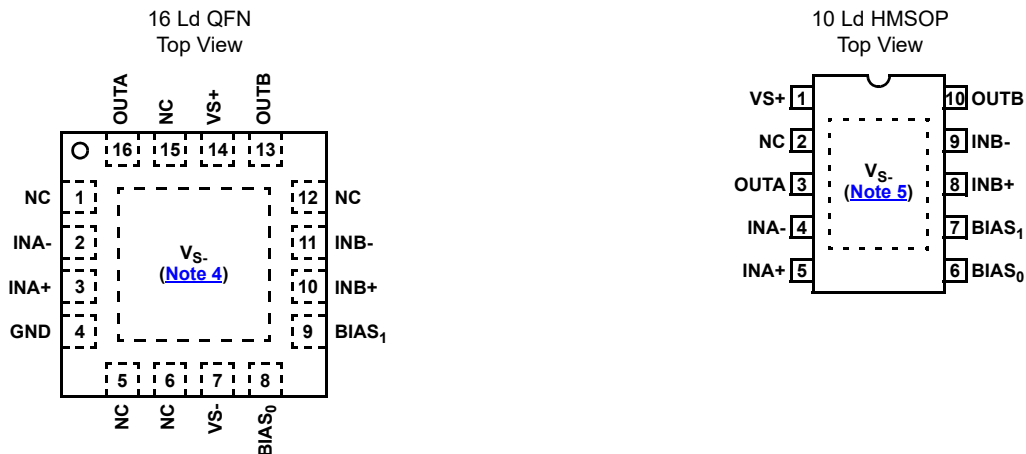 16 Ld QFN
Top View
OUTA NC VS+ OUTB
16 15 14 13
NC 1 12 NC
INA- 2 11 INB-
INA+ 3 10 INB+
GND 4 9 BIAS1
VS-
(Note 4)
5 6 7 8
NC NC VS- BIAS0
10 Ld HMSOP
Top View
VS+ 1 10 OUTB
NC 2 9 INB-
OUTA 3 8 INB+
INA- 4 7 BIAS1
INA+ 5 6 BIAS0
VS-
(Note 5)